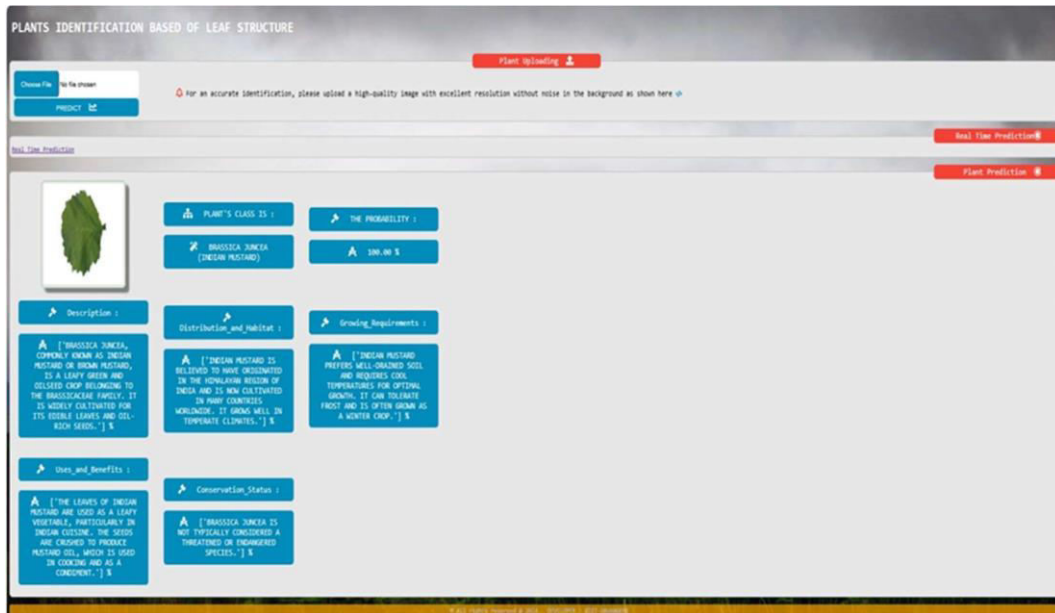 PLANTS IDENTIFICATION BASED OF LEAF STRUCTURE
Plant Uploading
Choose File No file chosen
PREDICT
For an accurate identification, please upload a high-quality image with excellent resolution without noise in the background as shown here
Real Time Prediction
Real Time Prediction
Plant Prediction
PLANT'S CLASS IS :
BRASSICA JUNCEA
(INDIAN MUSTARD)
THE PROBABILITY :
100.00 %
Description :
['BRASSICA JUNCEA,
COMMONLY KNOWN AS INDIAN
MUSTARD OR BROWN MUSTARD,
IS A LEAFY GREEN AND
OILSEED CROP BELONGING TO
THE BRASSICACEAE FAMILY. IT
IS WIDELY CULTIVATED FOR
ITS EDIBLE LEAVES AND OIL-
RICH SEEDS.'] %
Distribution_and_Habitat :
['INDIAN MUSTARD IS
BELIEVED TO HAVE ORIGINATED
IN THE HIMALAYAN REGION OF
INDIA AND IS NOW CULTIVATED
IN MANY COUNTRIES
WORLDWIDE. IT GROWS WELL IN
TEMPERATE CLIMATES.'] %
Growing_Requirements :
['INDIAN MUSTARD
PREFERS WELL-DRAINED SOIL
AND REQUIRES COOL
TEMPERATURES FOR OPTIMAL
GROWTH. IT CAN TOLERATE
FROST AND IS OFTEN GROWN AS
A WINTER CROP.'] %
Uses_and_Benefits :
['THE LEAVES OF INDIAN
MUSTARD ARE USED AS A LEAFY
VEGETABLE, PARTICULARLY IN
INDIAN CUISINE. THE SEEDS
ARE CRUSHED TO PRODUCE
MUSTARD OIL, WHICH IS USED
IN COOKING AND AS A
CONDIMENT.'] %
Conservation_Status :
['BRASSICA JUNCEA IS
NOT TYPICALLY CONSIDERED A
THREATENED OR ENDANGERED
SPECIES.'] %